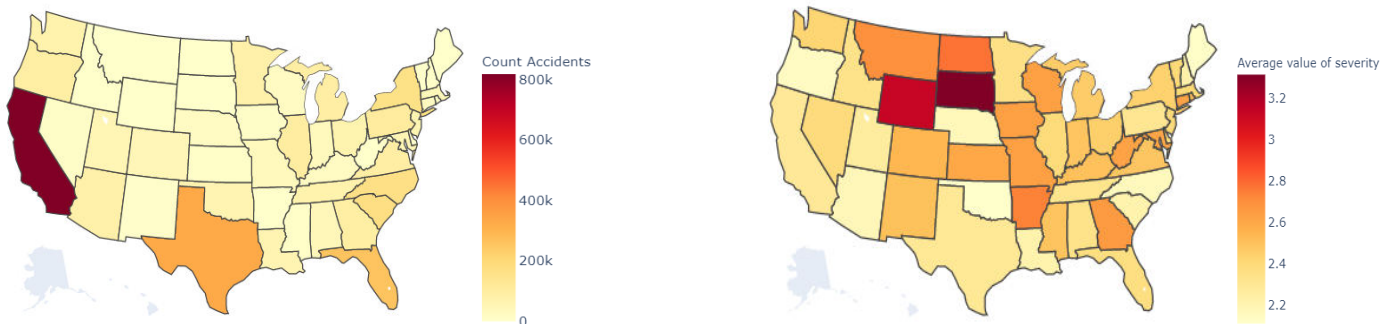 Count Accidents
800k
600k
400k
200k
0
Average value of severity
3.2
3
2.8
2.6
2.4
2.2